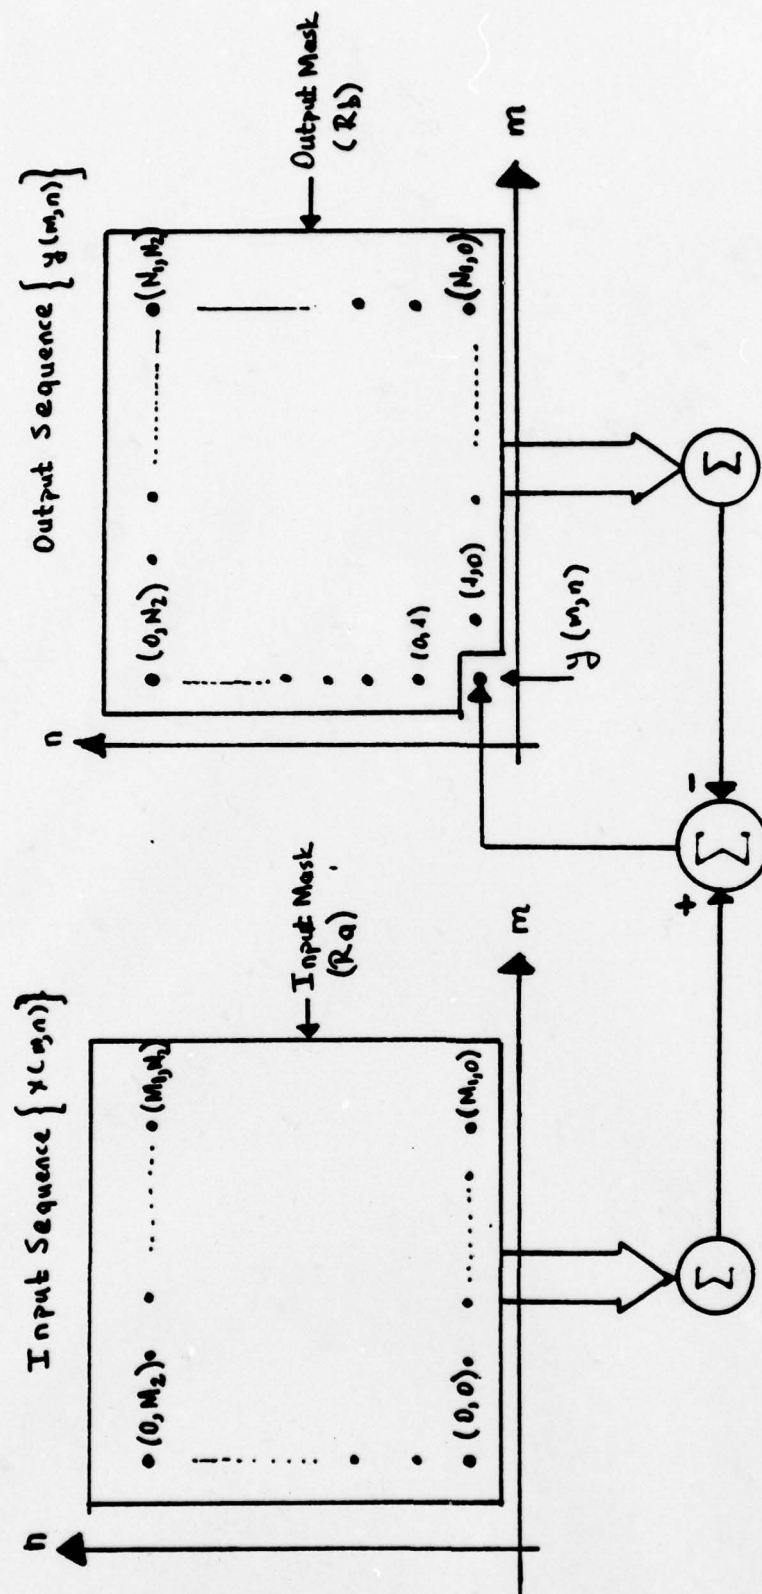 Input Sequence { x(m,n)}
n
(0,M₂)
(M₁,N₂)
(0,0)
(M₁,0)
Input Mask
(Ra)
m
Σ
+
Σ
-
Output Sequence { y(m,n)}
n
(0,N₂)
(N₁,N₂)
(0,1)
(1,0)
(N₁,0)
Output Mask
(Rb)
m
y(m,n)
Σ